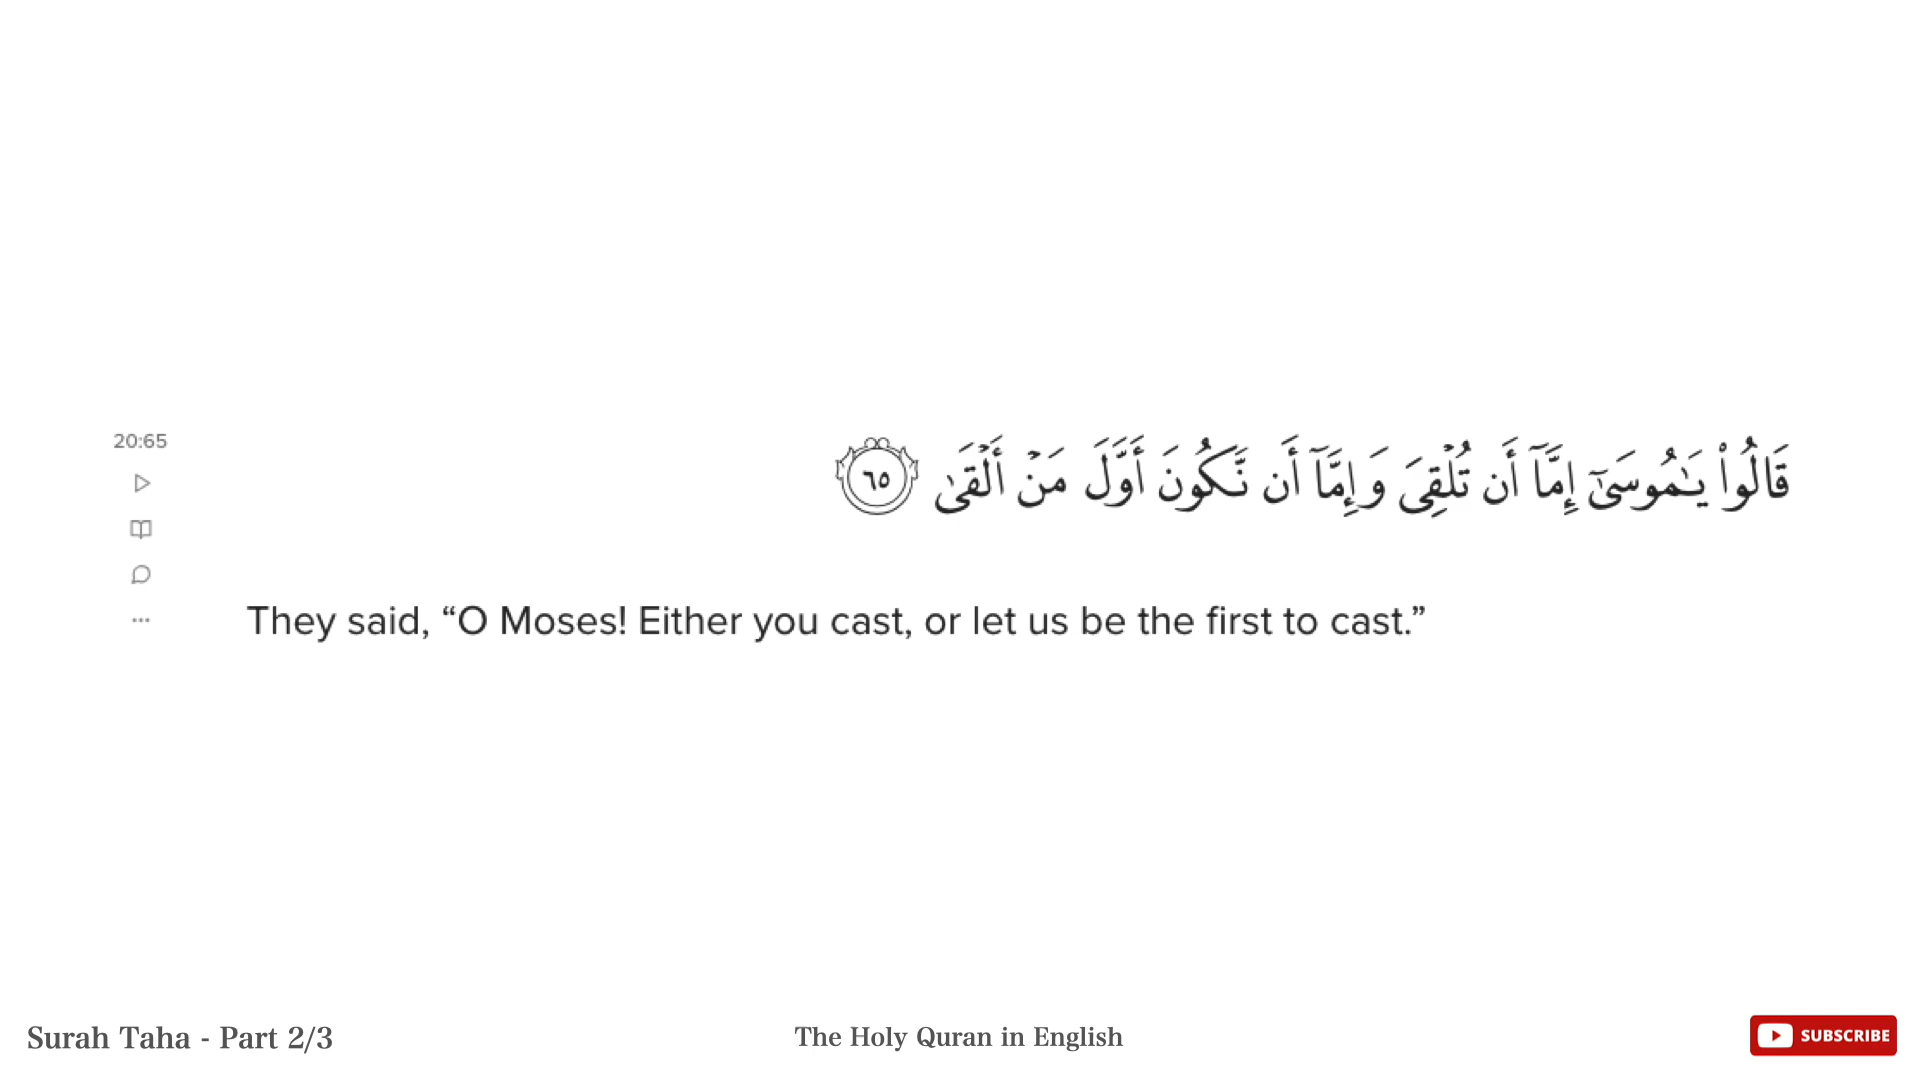 20:65
قَالُوا۟ يَـٰمُوسَىٰٓ إِمَّآ أَن تُلْقِىَ وَإِمَّآ أَن نَّكُونَ أَوَّلَ مَنْ أَلْقَىٰ ٦٥
They said, “O Moses! Either you cast, or let us be the first to cast.”
Surah Taha - Part 2/3
The Holy Quran in English
SUBSCRIBE